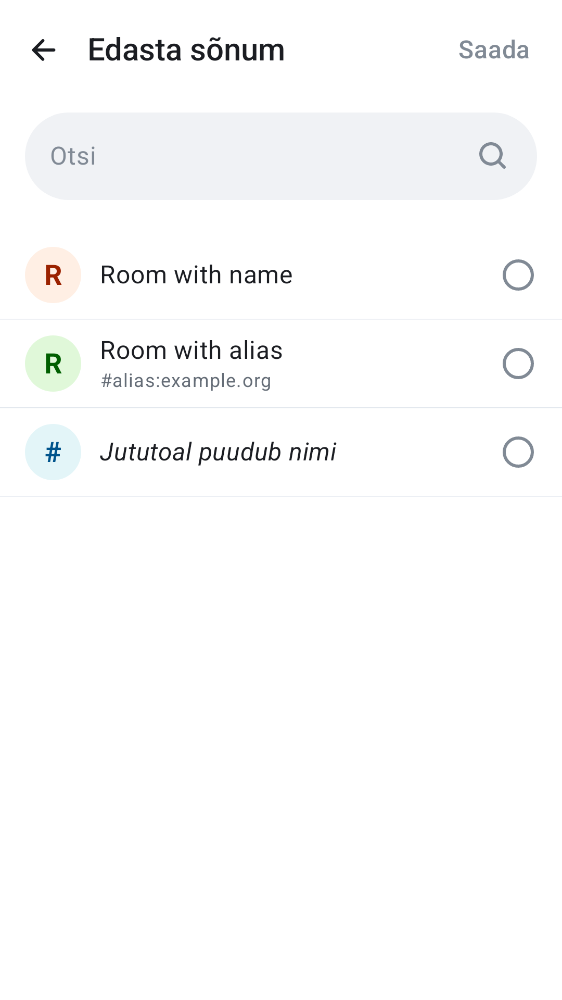 Edasta sõnum
Saada
Otsi
R
Room with name
R
Room with alias
#alias:example.org
#
Jututoal puudub nimi